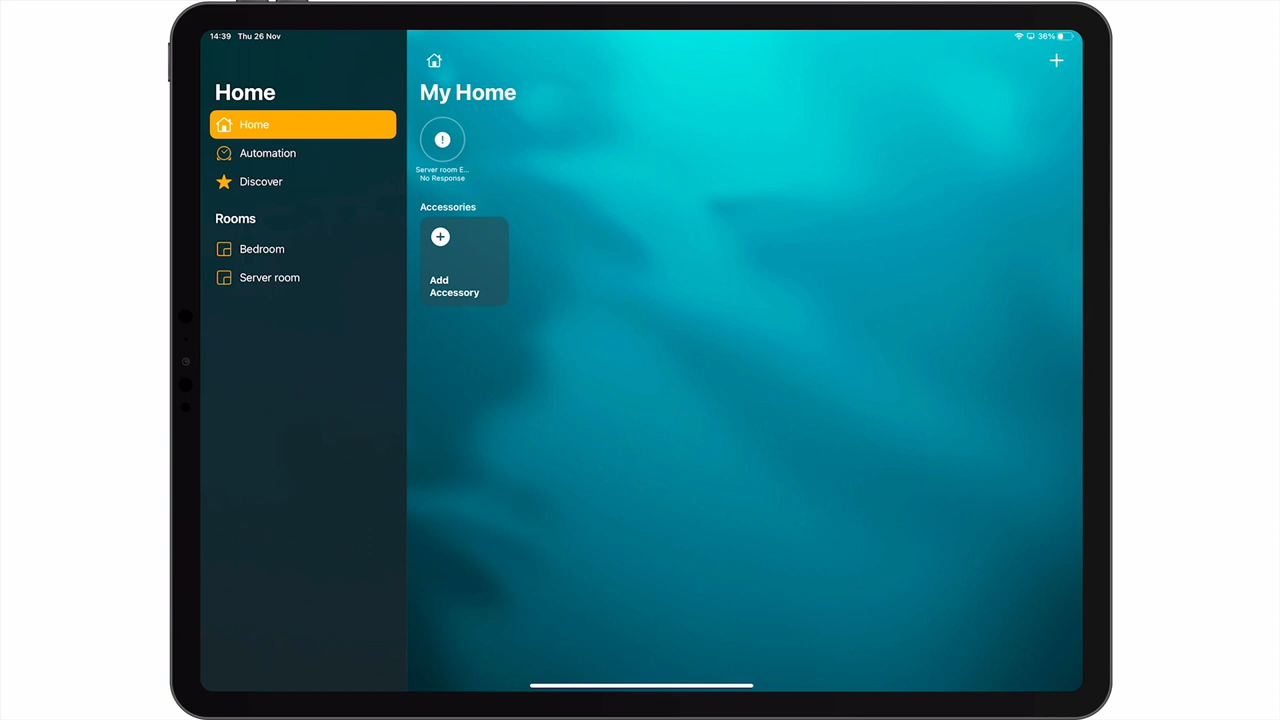 14:39 Thu 26 Nov
36%
Home
Home
Automation
Discover
Rooms
Bedroom
Server room
My Home
Server room E...
No Response
Accessories
Add
Accessory